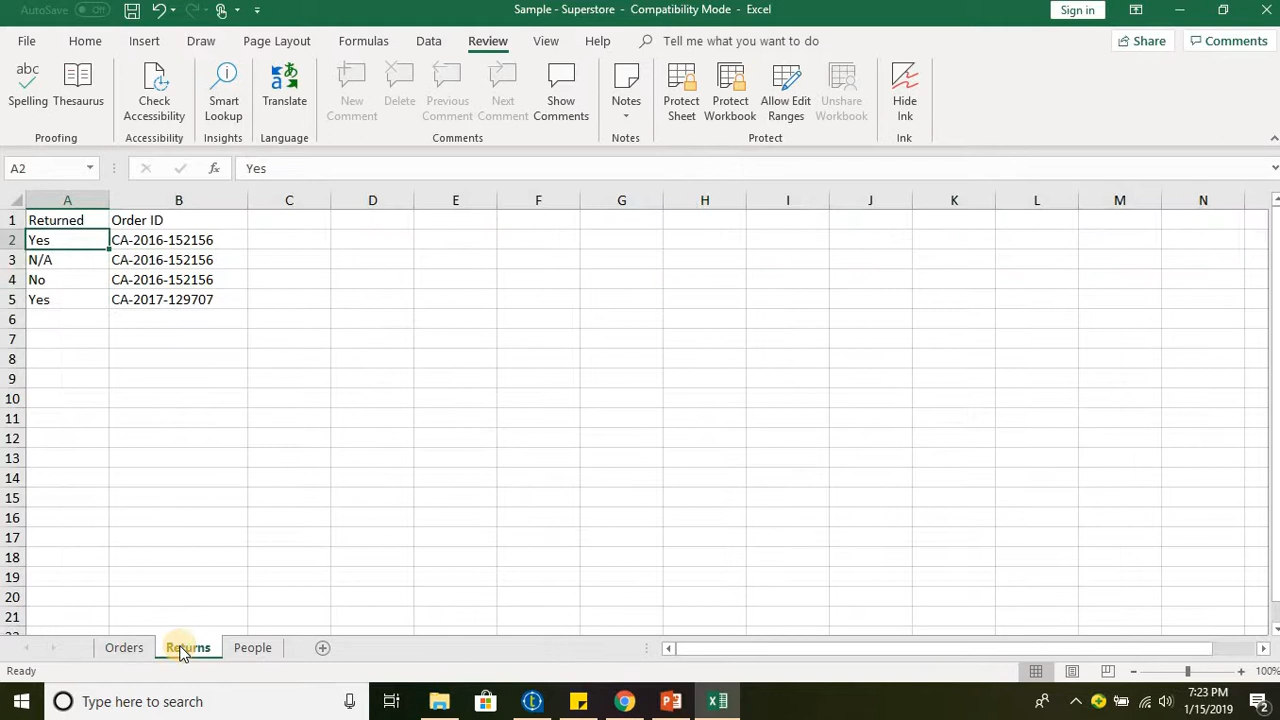 AutoSave Off
Sample - Superstore - Compatibility Mode - Excel
Sign in
File Home Insert Draw Page Layout Formulas Data Review View Help Tell me what you want to do Share Comments
abc
Spelling Thesaurus
Check Accessibility
Smart Lookup
Translate
New Comment
Delete
Previous Comment
Next Comment
Show Comments
Notes
Protect Sheet
Protect Workbook
Allow Edit Ranges
Unshare Workbook
Hide Ink
Proofing Accessibility Insights Language Comments Notes Protect Ink
A2 fx Yes
A B C D E F G H I J K L M N
1 Returned Order ID
2 Yes CA-2016-152156
3 N/A CA-2016-152156
4 No CA-2016-152156
5 Yes CA-2017-129707
6
7
8
9
10
11
12
13
14
15
16
17
18
19
20
21
Orders Returns People
Ready
100%
Type here to search
7:23 PM
1/15/2019
2